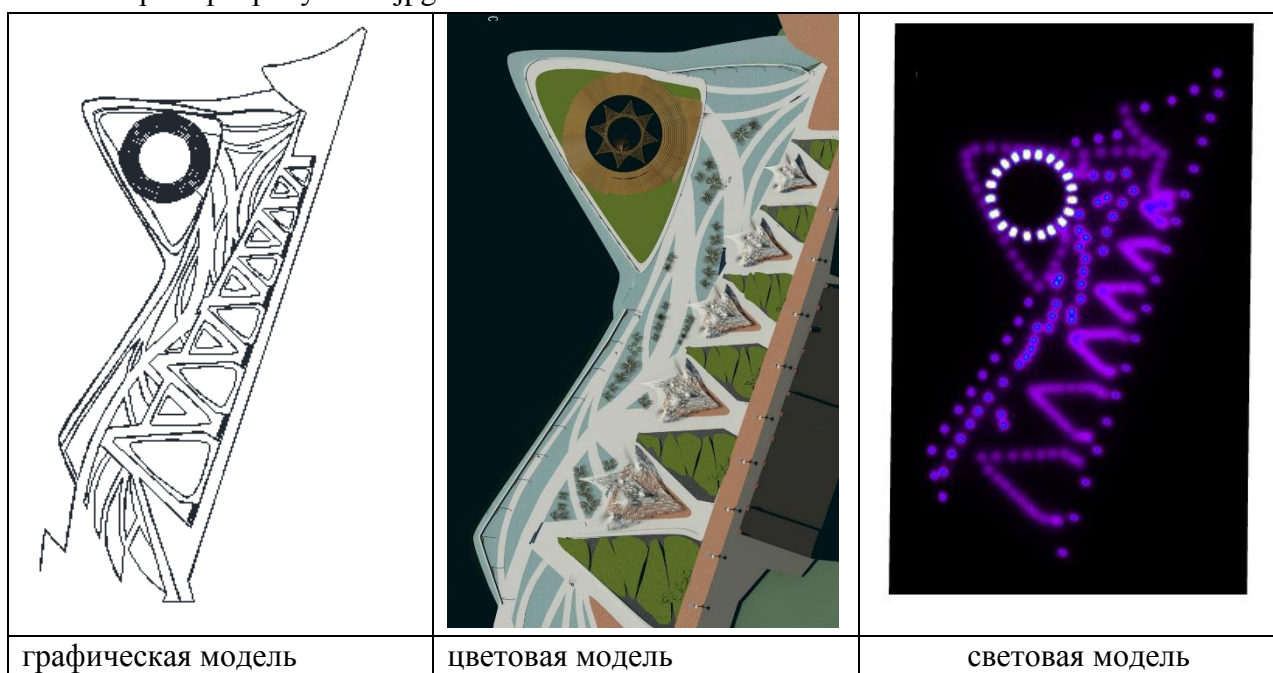 графическая модель
цветовая модель
световая модель